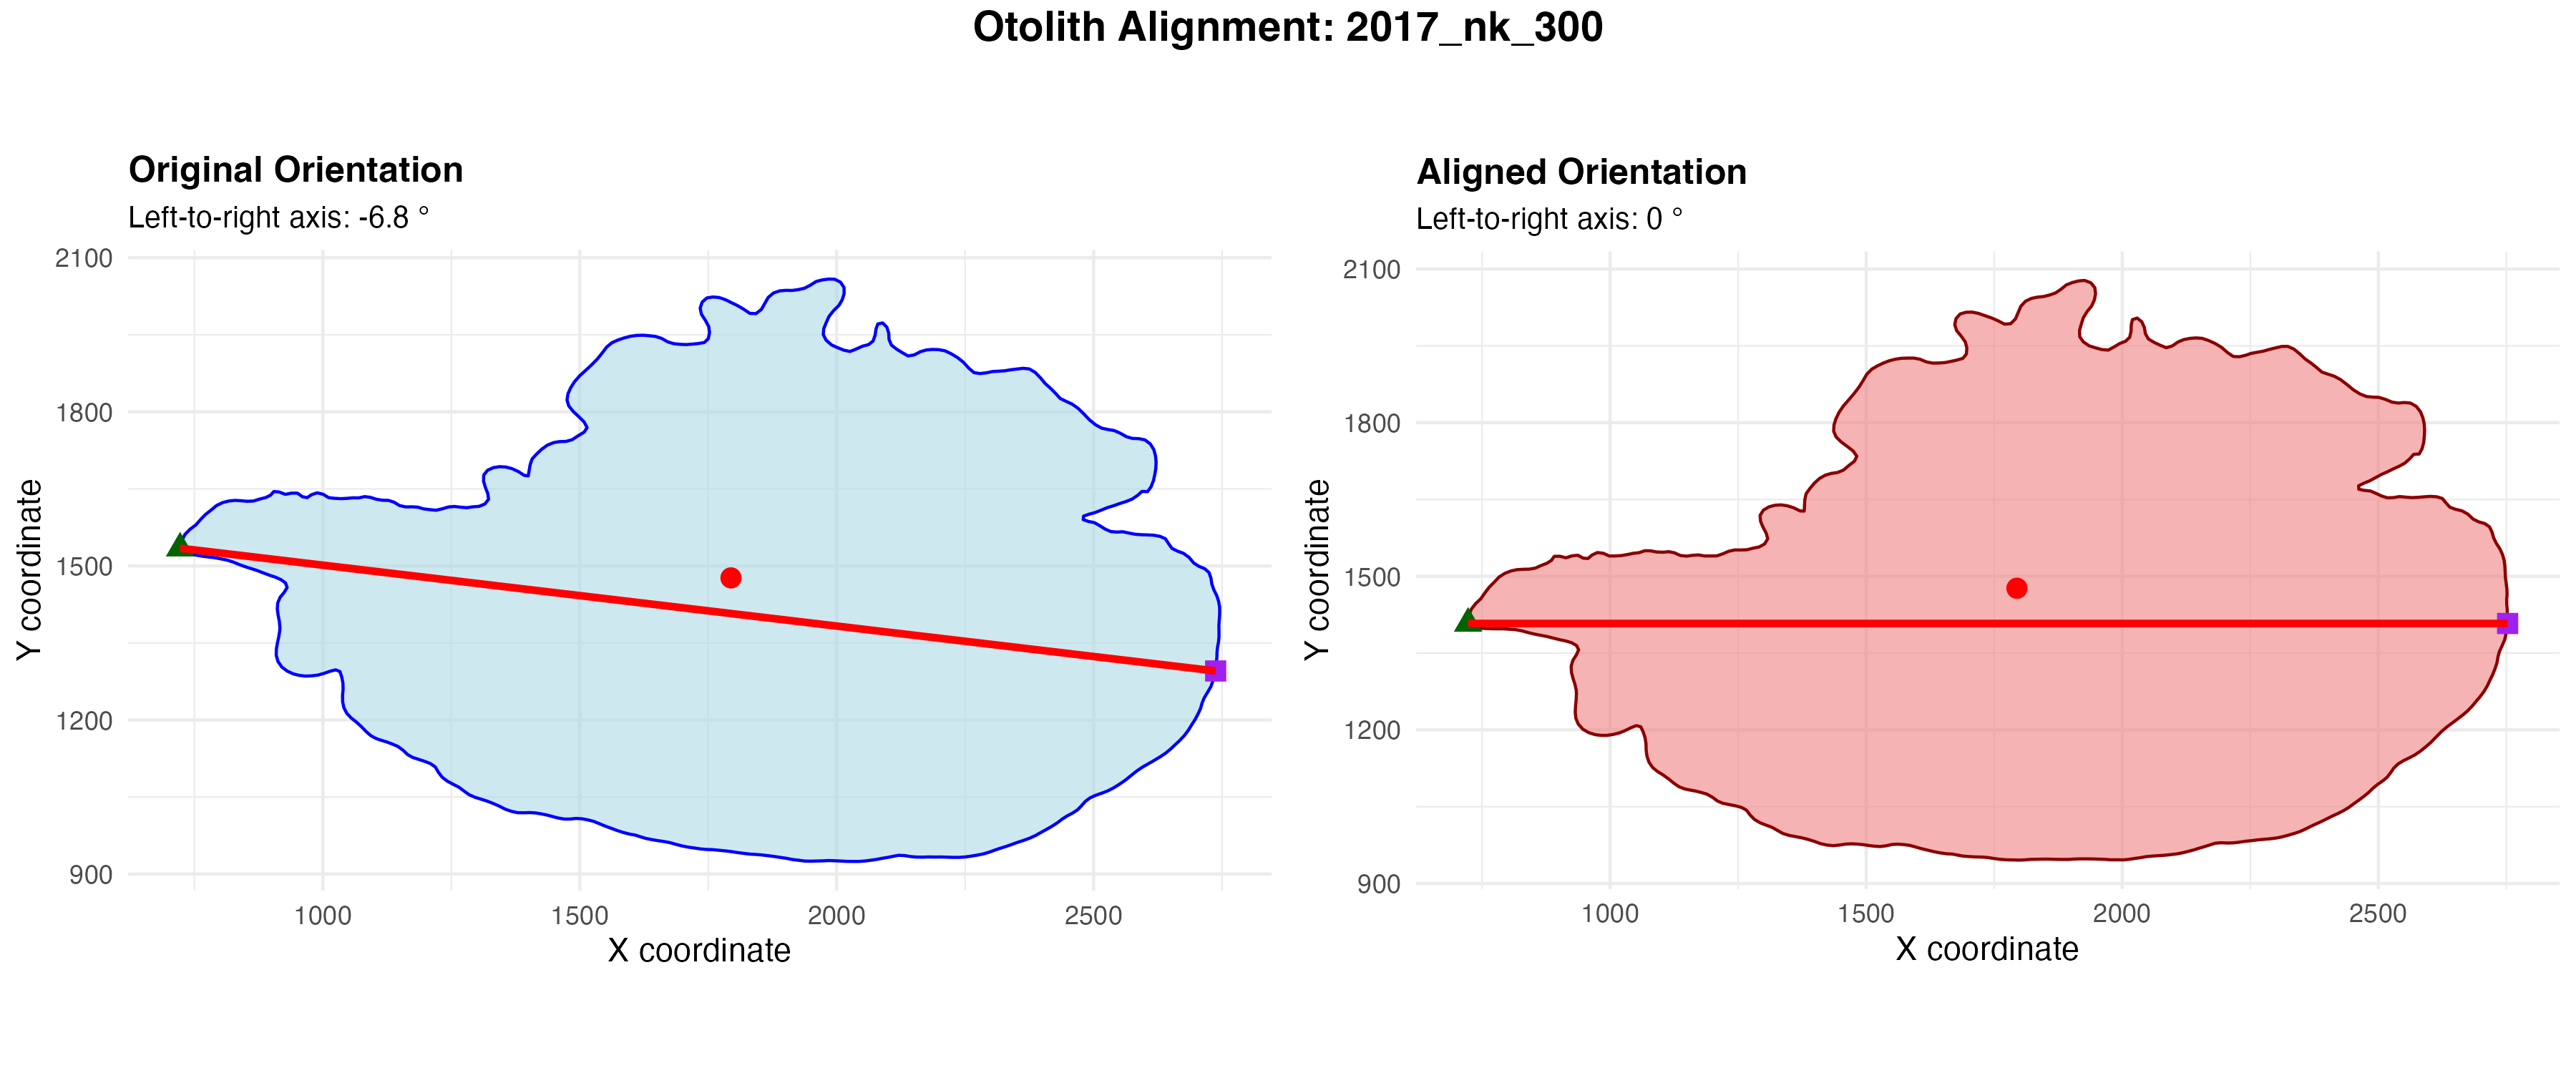 Otolith Alignment: 2017_nk_300
Original Orientation
Left-to-right axis: -6.8 °
2100
1800
1500
1200
900
Y coordinate
1000 1500 2000 2500
X coordinate
Aligned Orientation
Left-to-right axis: 0 °
2100
1800
1500
1200
900
Y coordinate
1000 1500 2000 2500
X coordinate